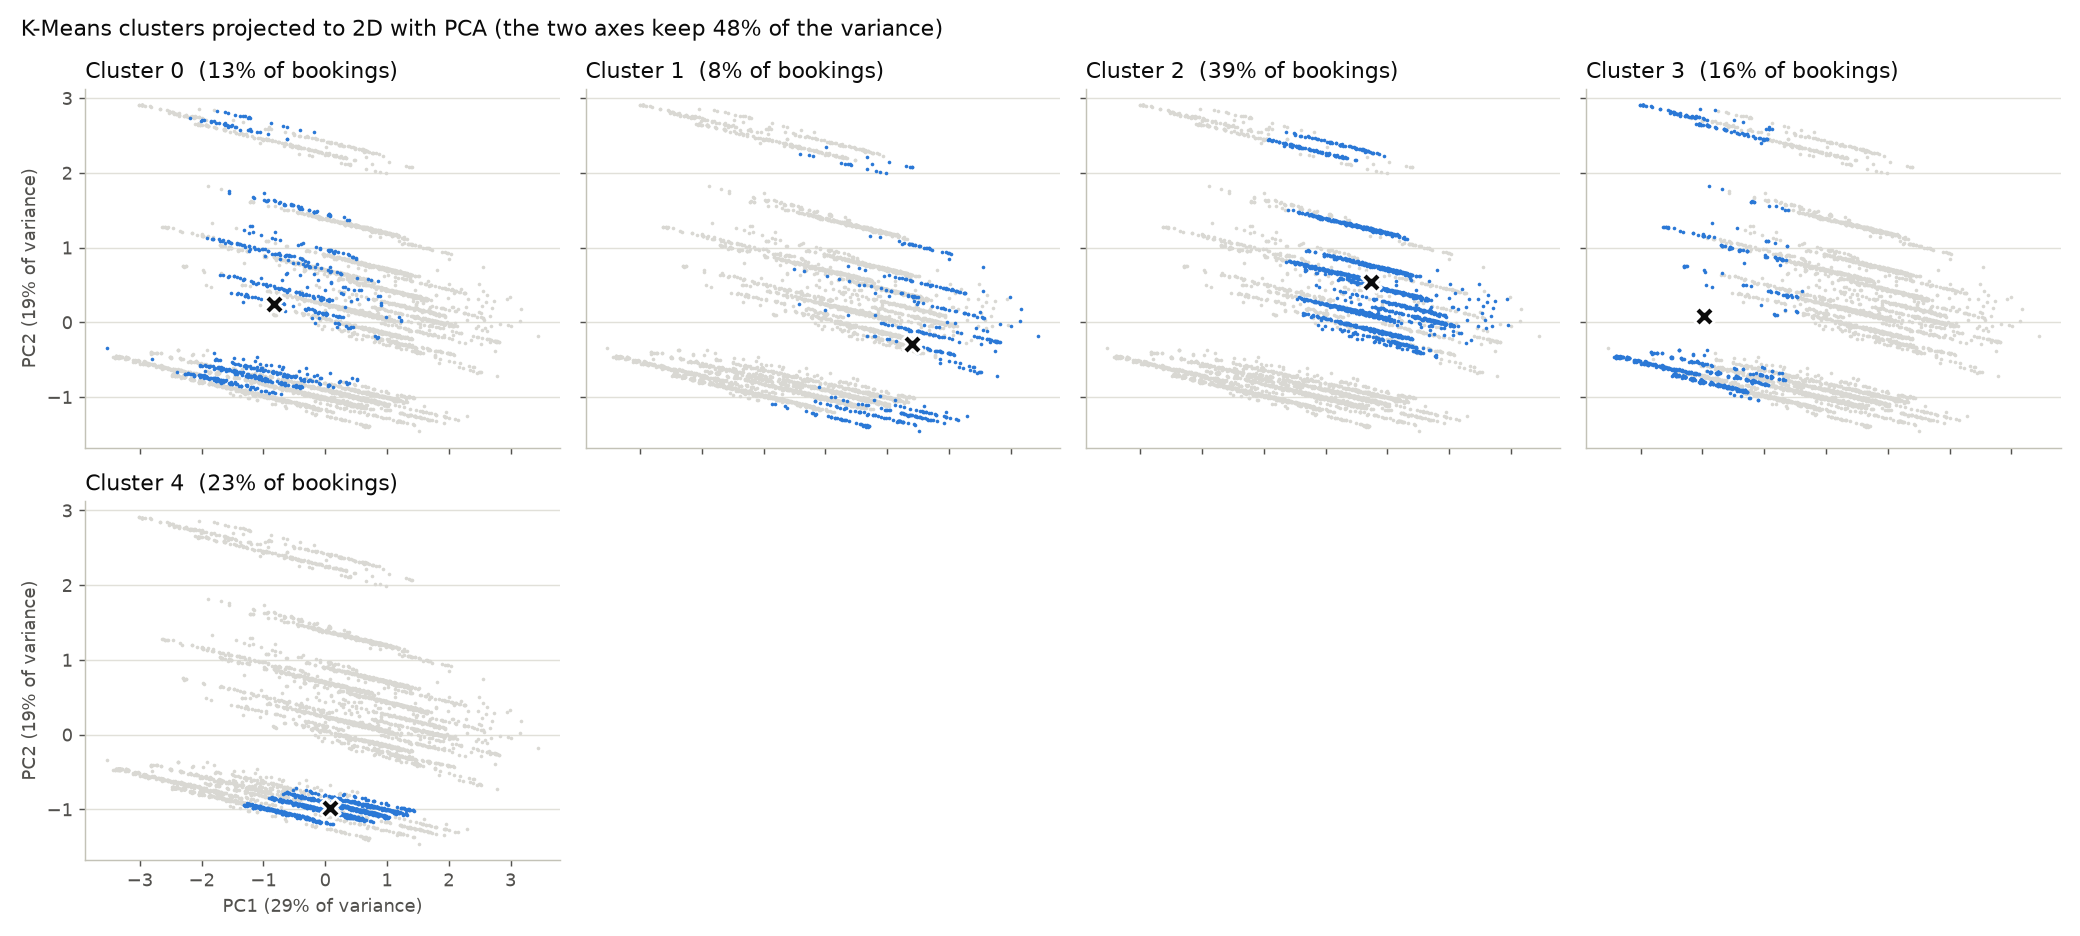 K-Means clusters projected to 2D with PCA (the two axes keep 48% of the variance)
Cluster 0  (13% of bookings)
Cluster 1  (8% of bookings)
Cluster 2  (39% of bookings)
Cluster 3  (16% of bookings)
3
2
1
0
−1
PC2 (19% of variance)
Cluster 4  (23% of bookings)
3
2
1
0
−1
PC2 (19% of variance)
−3 −2 −1 0 1 2 3
PC1 (29% of variance)